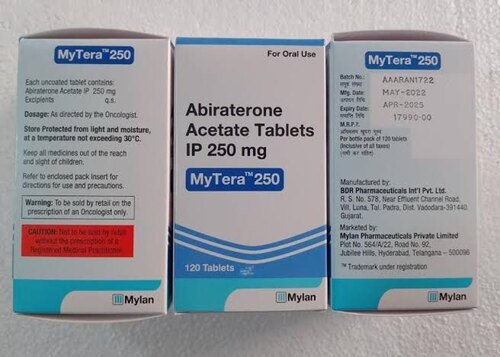 MyTera™250
Each uncoated tablet contains:
Abiraterone Acetate IP 250 mg
Excipients q.s.
Dosage: As directed by the Oncologist.
Store Protected from light and moisture,
at a temperature not exceeding 30°C.
Keep all medicines out of the reach
and sight of children.
Refer to enclosed pack insert for
directions for use and precautions.
Warning: To be sold by retail on the
prescription of an Oncologist only.
CAUTION: Not to be sold by retail
without the prescription of a
Registered Medical Practitioner.
Mylan
For Oral Use
Abiraterone
Acetate Tablets
IP 250 mg
MyTera™250
120 Tablets
Mylan
MyTera™250
Batch No.: AAARAN1722
Mfg. Date: MAY-2022
Expiry Date: APR-2025
17990-00
M.R.P.₹.
Per bottle pack of 120 tablets
(Inclusive of all taxes)
Manufactured by:
BDR Pharmaceuticals Int'l Pvt. Ltd.
R. S. No. 578, Near Effluent Channel Road,
Vill, Luna, Tal. Padra, Dist. Vadodara-391440,
Gujarat.
Marketed by:
Mylan Pharmaceuticals Private Limited
Plot No. 564/A/22, Road No. 92,
Jubilee Hills, Hyderabad, Telangana – 500096
™ Trademark under registration
Mylan